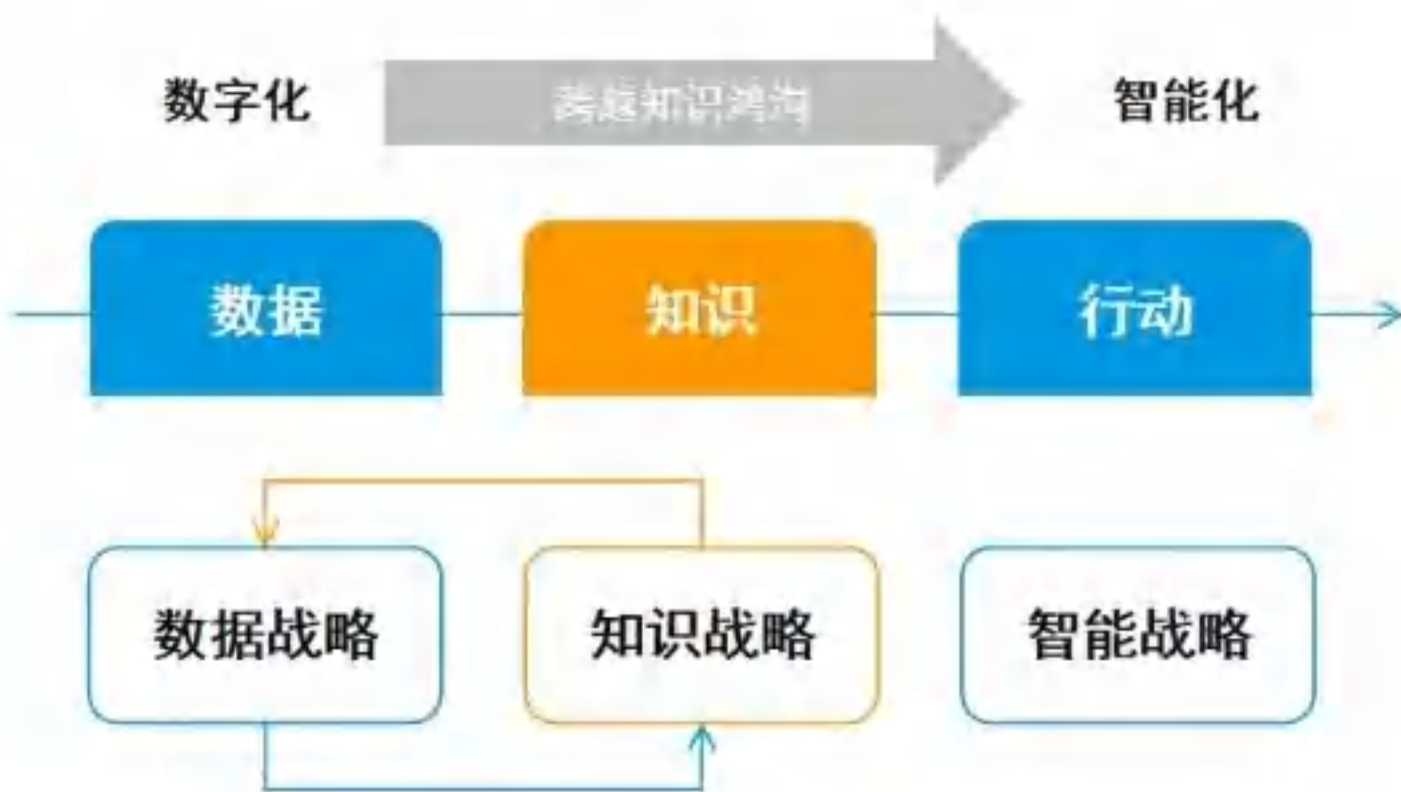 数字化
跨越知识鸿沟
智能化
数据
知识
行动
数据战略
知识战略
智能战略